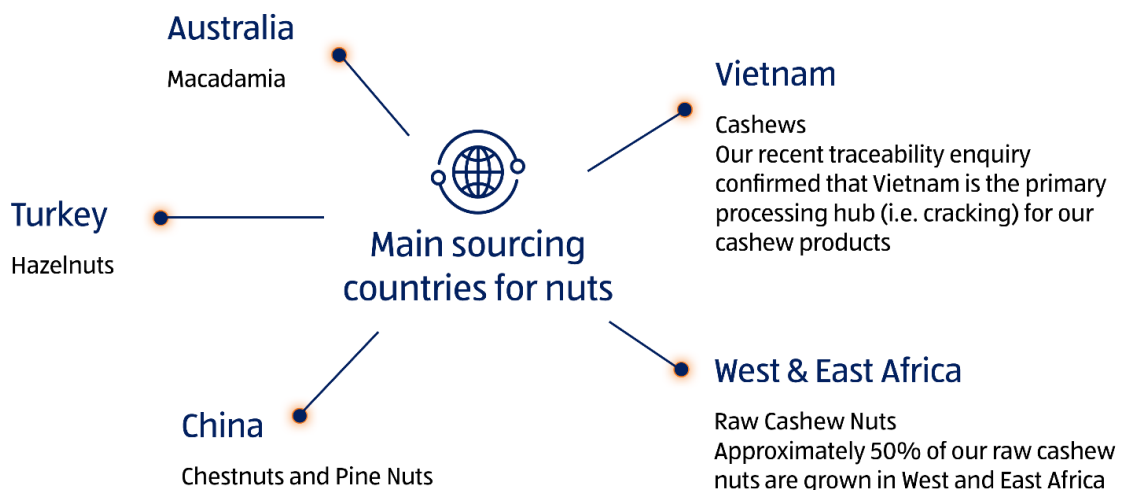 Australia
Macadamia
Vietnam
Cashews
Our recent traceability enquiry
confirmed that Vietnam is the primary
processing hub (i.e. cracking) for our
cashew products
Turkey
Hazelnuts
Main sourcing
countries for nuts
China
Chestnuts and Pine Nuts
West & East Africa
Raw Cashew Nuts
Approximately 50% of our raw cashew
nuts are grown in West and East Africa